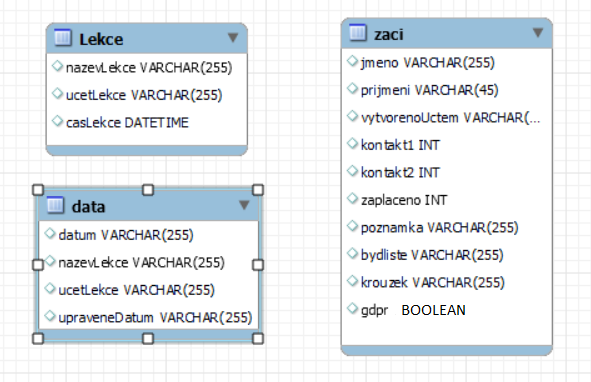 Lekce
nazevLekce VARCHAR(255)
ucetLekce VARCHAR(255)
casLekce DATETIME
data
datum VARCHAR(255)
nazevLekce VARCHAR(255)
ucetLekce VARCHAR(255)
upraveneDatum VARCHAR(255)
zaci
jmeno VARCHAR(255)
prijmeni VARCHAR(45)
vytvorenoUctem VARCHAR(...
kontakt1 INT
kontakt2 INT
zaplaceno INT
poznamka VARCHAR(255)
bydliste VARCHAR(255)
krouzek VARCHAR(255)
gdpr BOOLEAN